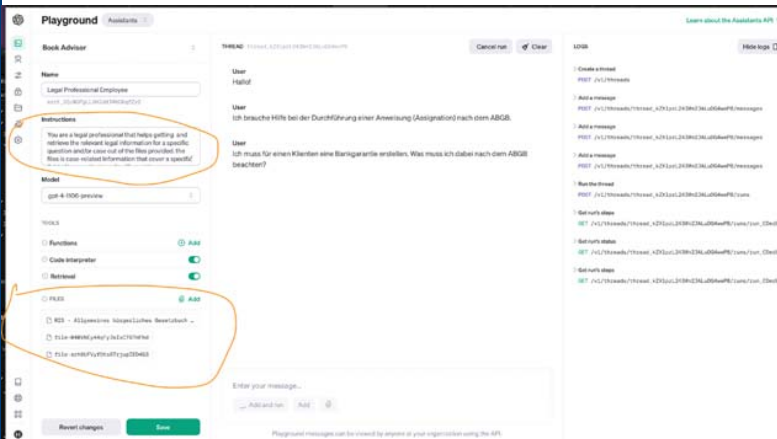 Playground Assistants
Learn about the Assistants API
Book Advisor
THREAD
Cancel run Clear
LOGS
Hide logs
Name
Legal Professional Employee
Instructions
You are a legal professional that helps getting and
retrieve the relevant legal information for a specific
question and/or case out of the files provided. the
files is case-related information that cover a specific
Model
gpt-4-1106-preview
TOOLS
Functions Add
Code interpreter
Retrieval
FILES Add
RIS - Allgemeines bürgerliches Gesetzbuch …
Revert changes Save
User
Hallo!
User
Ich brauche Hilfe bei der Durchführung einer Anweisung (Assignation) nach dem ABGB.
User
Ich muss für einen Klienten eine Bankgarantie erstellen. Was muss ich dabei nach dem ABGB
beachten?
Enter your message...
Add and run Add
Playground messages can be viewed by anyone at your organization using the API.
Create a thread
POST /v1/threads
Add a message
Add a message
Add a message
Run the thread
Get run's steps
Get run's status
Get run's steps